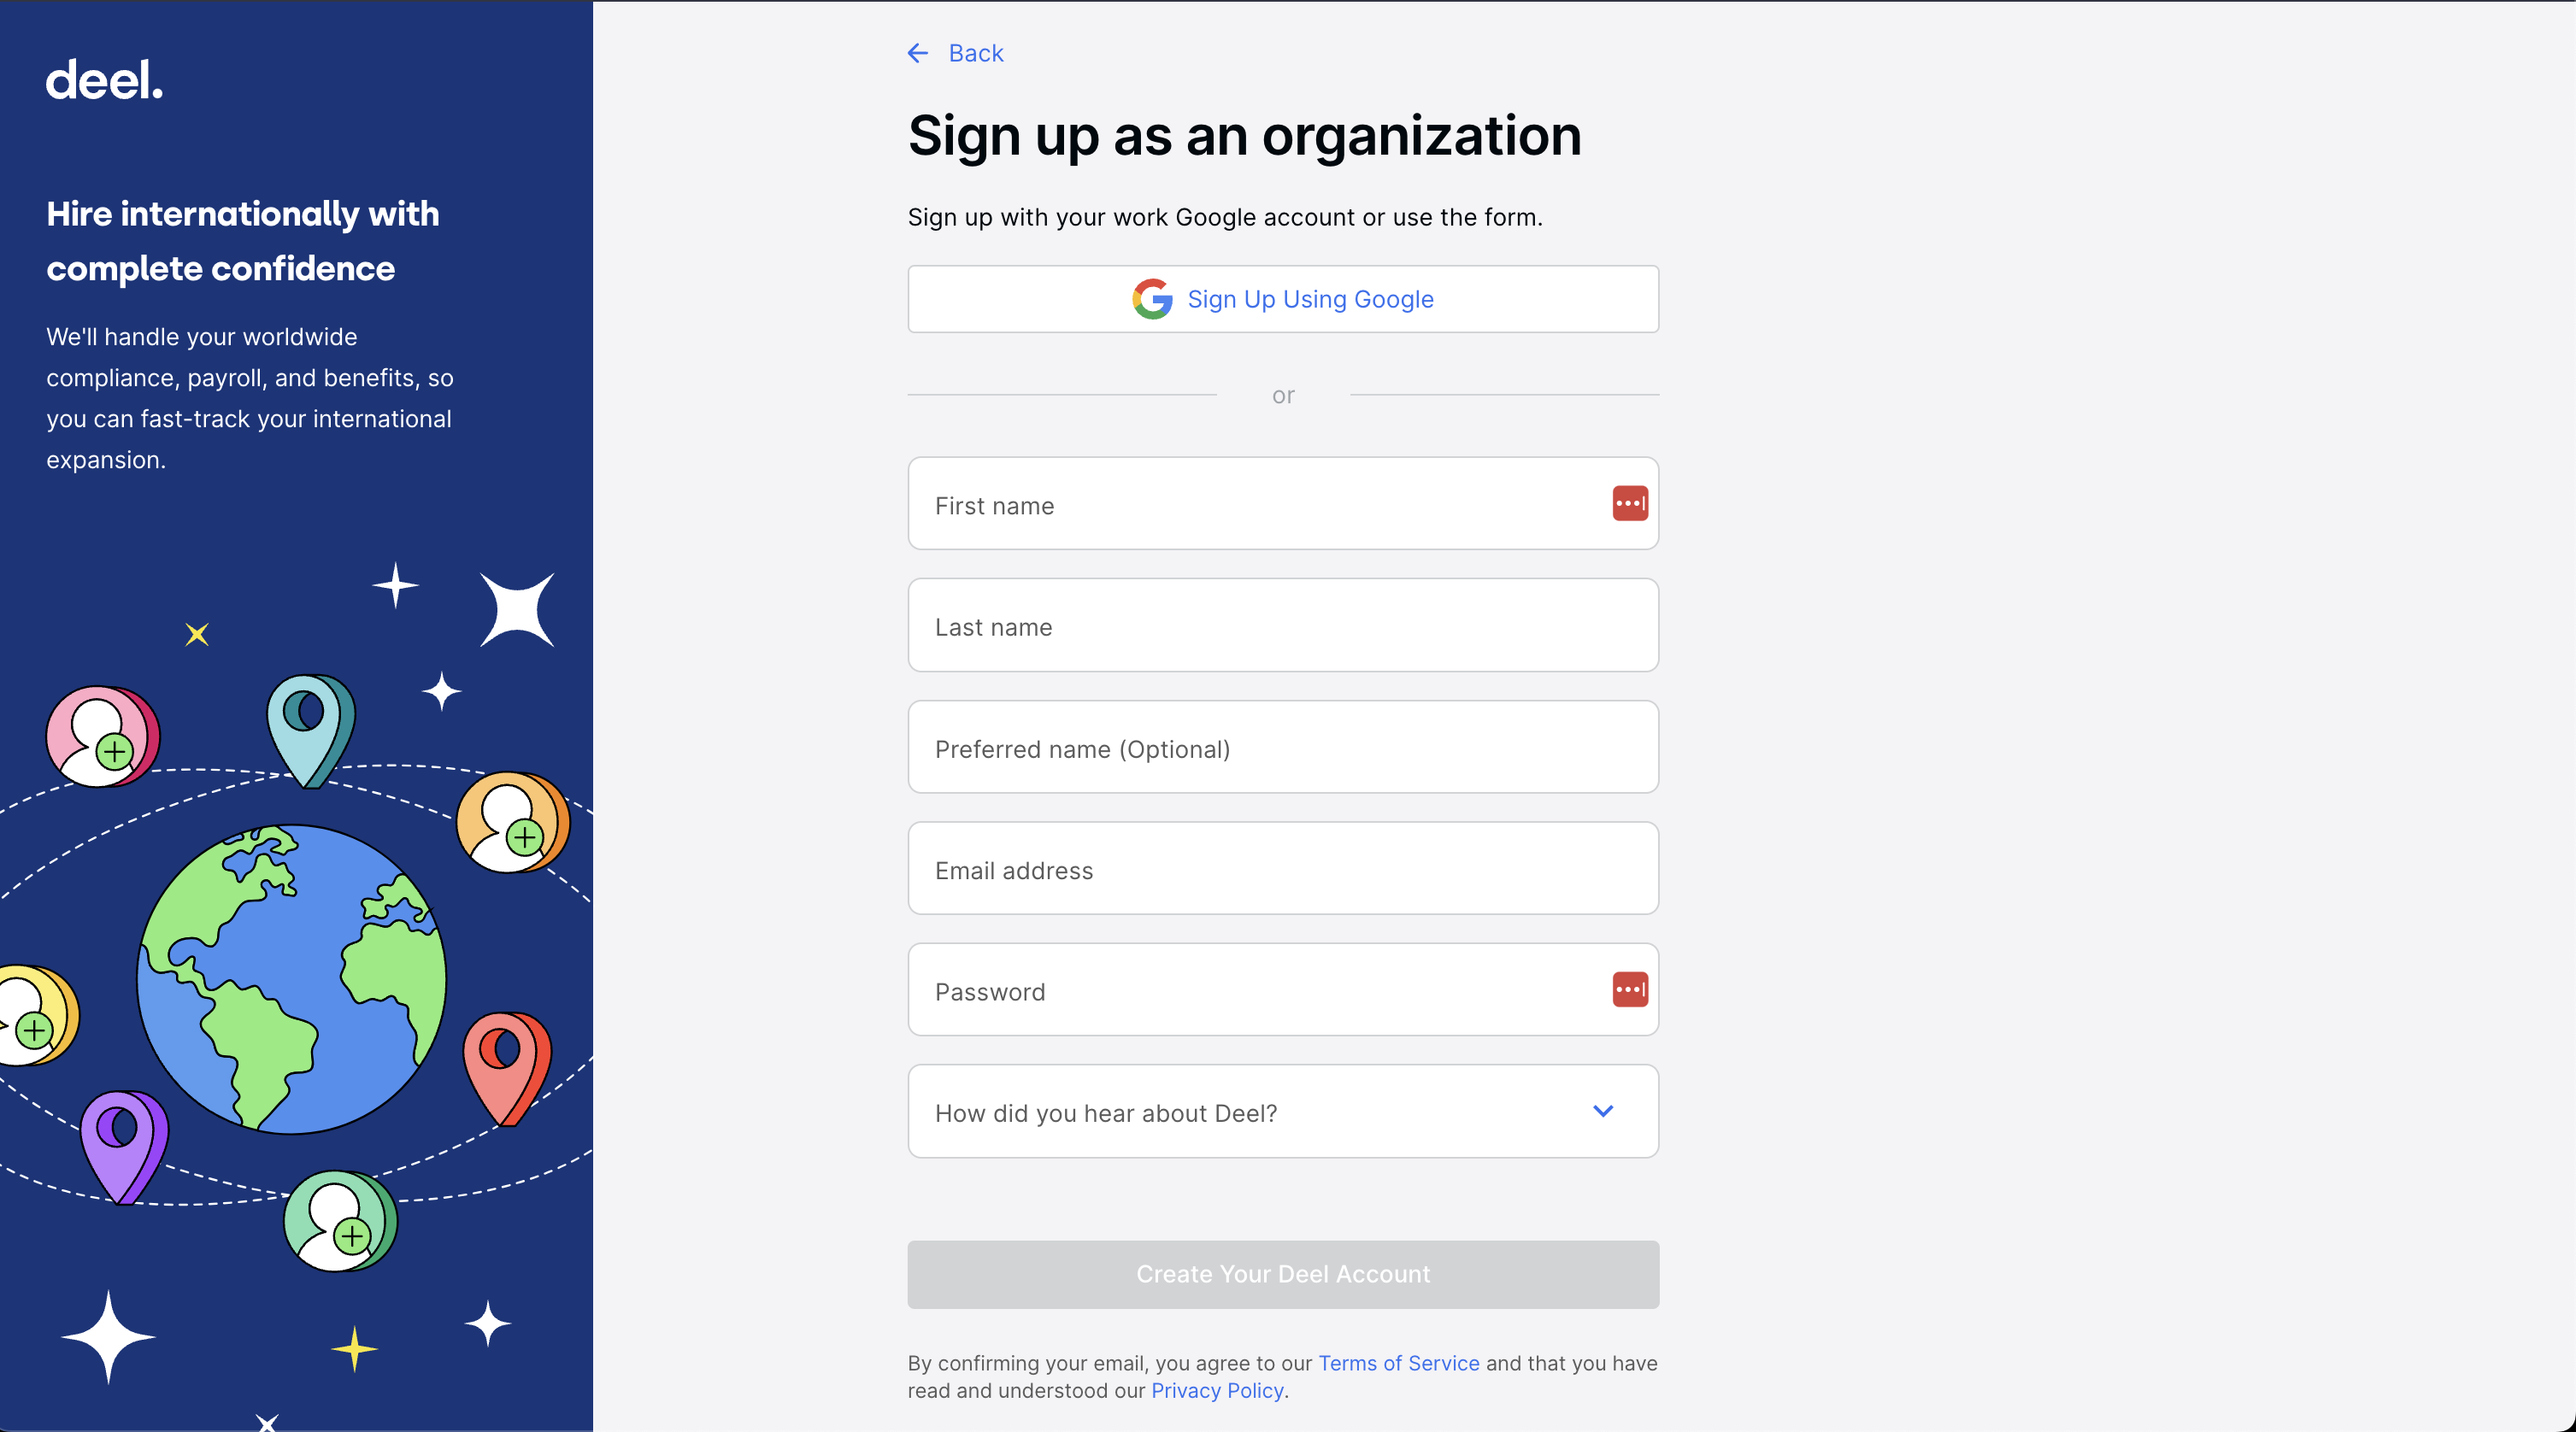 deel.
Hire internationally with
complete confidence
We'll handle your worldwide
compliance, payroll, and benefits, so
you can fast-track your international
expansion.
Back
Sign up as an organization
Sign up with your work Google account or use the form.
Sign Up Using Google
or
First name
Last name
Preferred name (Optional)
Email address
Password
How did you hear about Deel?
Create Your Deel Account
By confirming your email, you agree to our Terms of Service and that you have
read and understood our Privacy Policy.